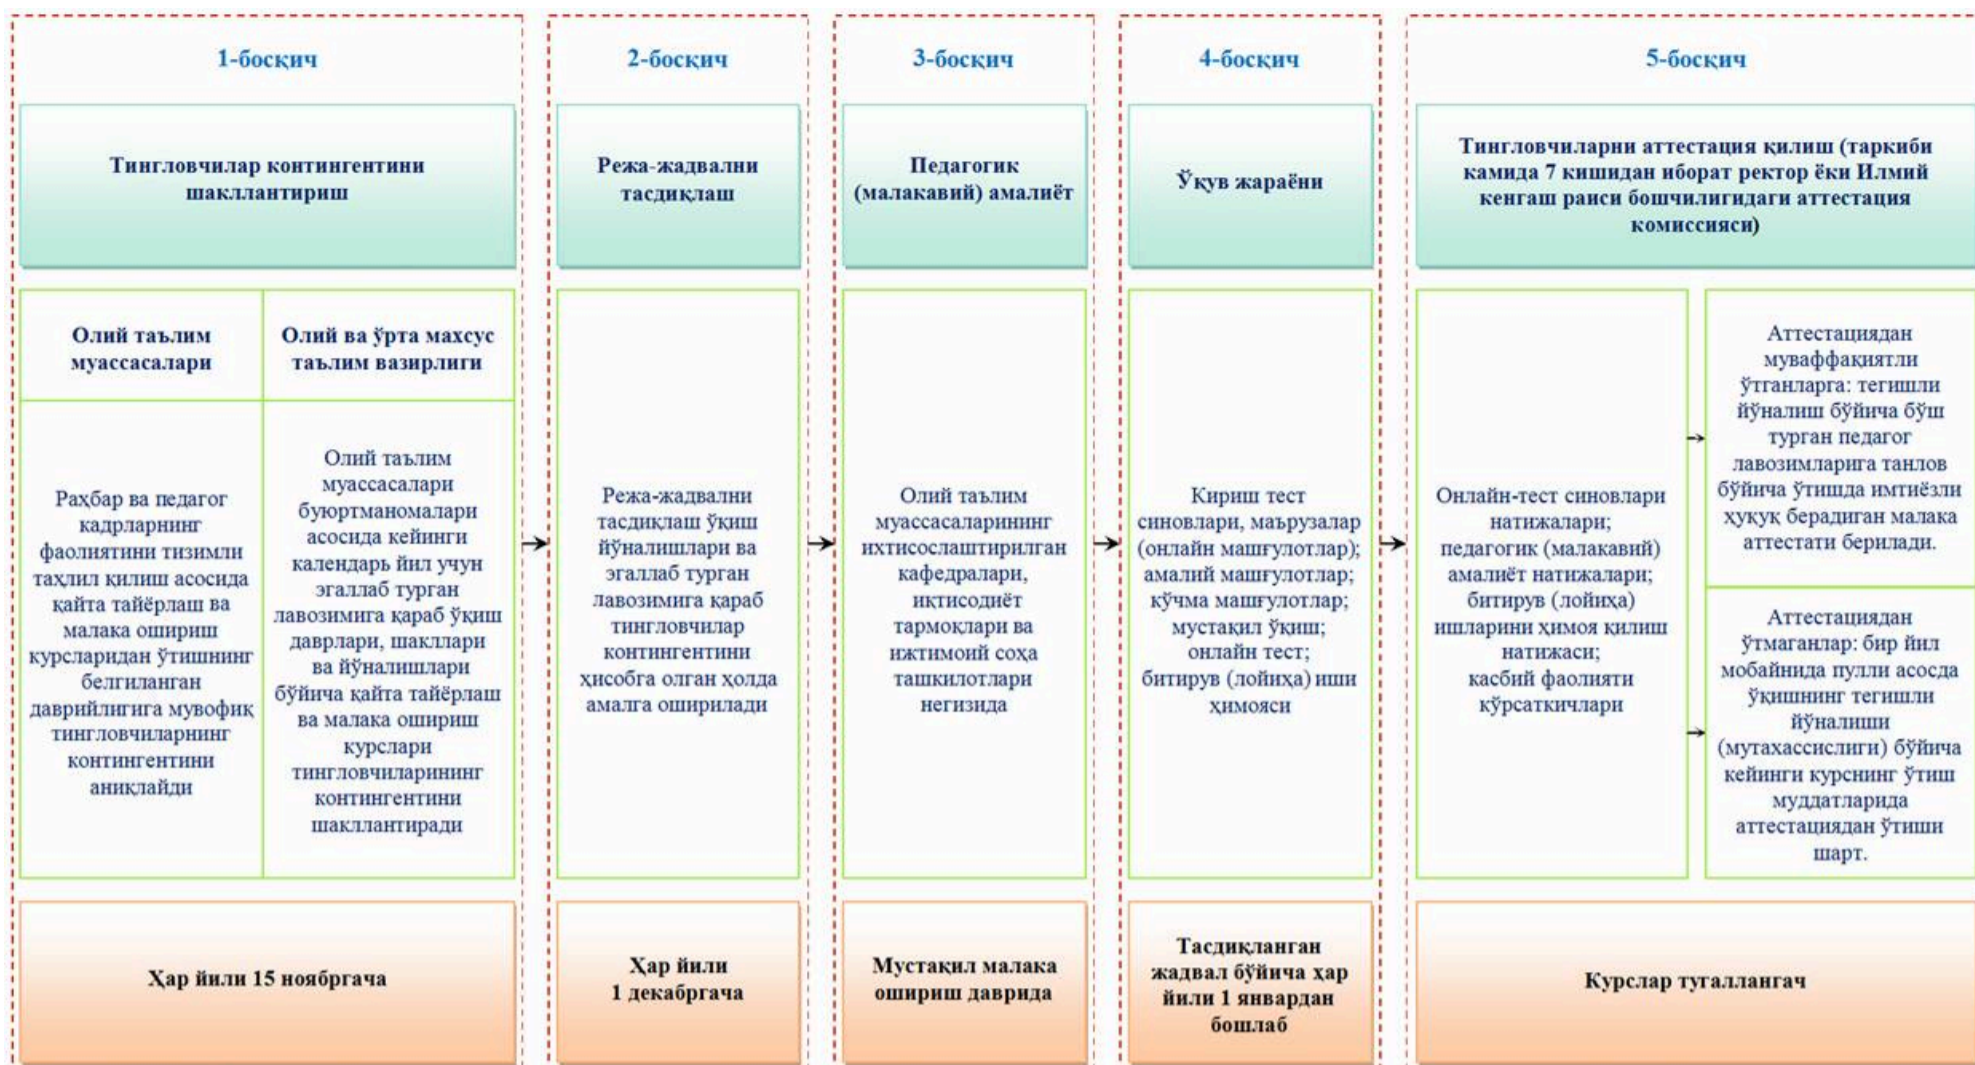 1-босқич
Тингловчилар контингентини
шакллантириш
Олий таълим
муассасалари
Раҳбар ва педагог
кадрларнинг
фаолиятини тизимли
таҳлил қилиш асосида
қайта тайёрлаш ва
малака ошириш
курсларидан ўтишнинг
белгиланган
даврийлигига мувофиқ
тингловчиларнинг
контингентини
аниқлайди
Олий ва ўрта махсус
таълим вазирлиги
Олий таълим
муассасалари
буюртманомалари
асосида кейинги
календарь йил учун
эгаллаб турган
лавозимига қараб ўқиш
даврлари, шакллари
ва йўналишлари
бўйича қайта тайёрлаш
ва малака ошириш
курслари
тингловчиларининг
контингентини
шакллантиради
Ҳар йили 15 ноябргача
2-босқич
Режа-жадвални
тасдиқлаш
Режа-жадвални
тасдиқлаш ўқиш
йўналишлари ва
эгаллаб турган
лавозимига қараб
тингловчилар
контингентини
ҳисобга олган ҳолда
амалга оширилади
Ҳар йили
1 декабргача
3-босқич
Педагогик
(малакавий) амалиёт
Олий таълим
муассасаларининг
ихтисослаштирилган
кафедралари,
иқтисодиёт
тармоқлари ва
ижтимоий соҳа
ташкилотлари
негизида
Мустақил малака
ошириш даврида
4-босқич
Ўқув жараёни
Кириш тест
синовлари, маърузалар
(онлайн машғулотлар);
амалий машғулотлар;
кўчма машғулотлар;
мустақил ўқиш;
онлайн тест;
битирув (лойиҳа) иши
ҳимояси
Тасдиқланган
жадвал бўйича ҳар
йили 1 январдан
бошлаб
5-босқич
Тингловчиларни аттестация қилиш (таркиби
камида 7 кишидан иборат ректор ёки Илмий
кенгаш раиси бошчилигидаги аттестация
комиссияси)
Онлайн-тест синовлари
натижалари;
педагогик (малакавий)
амалиёт натижалари;
битирув (лойиҳа)
ишларини ҳимоя қилиш
натижаси;
касбий фаолияти
кўрсаткичлари
Аттестациядан
муваффақиятли
ўтганларга: тегишли
йўналиш бўйича бўш
турган педагог
лавозимларига танлов
бўйича ўтишда имтиёзли
ҳуқуқ берадиган малака
аттестати берилади.
Аттестациядан
ўтмаганлар: бир йил
мобайнида пулли асосда
ўқишнинг тегишли
йўналиши
(мутахассислиги) бўйича
кейинги курснинг ўтиш
муддатларида
аттестациядан ўтиши
шарт.
Курслар тугаллангач